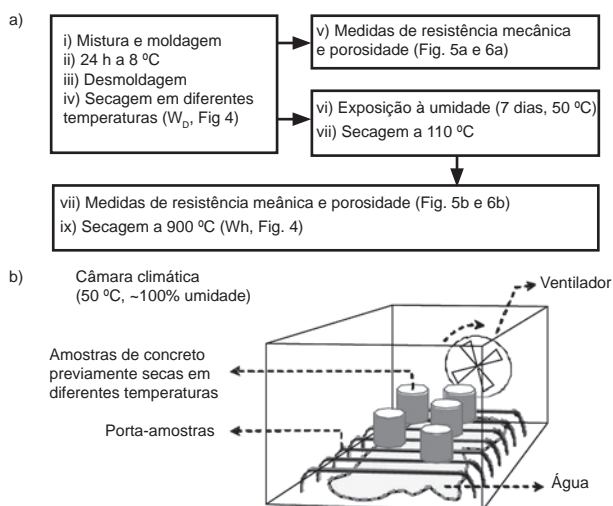 a)
i) Mistura e moldagem
ii) 24 h a 8 ºC
iii) Desmoldagem
iv) Secagem em diferentes
temperaturas (W_D, Fig 4)
v) Medidas de resistência mecânica
e porosidade (Fig. 5a e 6a)
vi) Exposição à umidade (7 dias, 50 ºC)
vii) Secagem a 110 ºC
vii) Medidas de resistência meânica e porosidade (Fig. 5b e 6b)
ix) Secagem a 900 ºC (Wh, Fig. 4)
b)
Câmara climática
(50 ºC, ~100% umidade)
Ventilador
Amostras de concreto
previamente secas em
diferentes temperaturas
Porta-amostras
Água